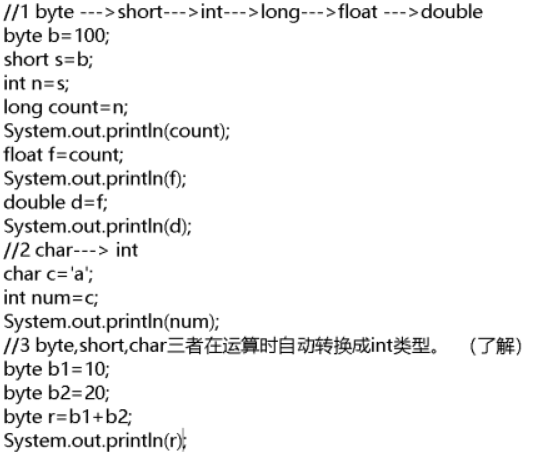 //1 byte --->short--->int--->long--->float --->double
byte b=100;
short s=b;
int n=s;
long count=n;
System.out.println(count);
float f=count;
System.out.println(f);
double d=f;
System.out.println(d);
//2 char---> int
char c='a';
int num=c;
System.out.println(num);
//3 byte,short,char三者在运算时自动转换成int类型。 （了解）
byte b1=10;
byte b2=20;
byte r=b1+b2;
System.out.println(r);